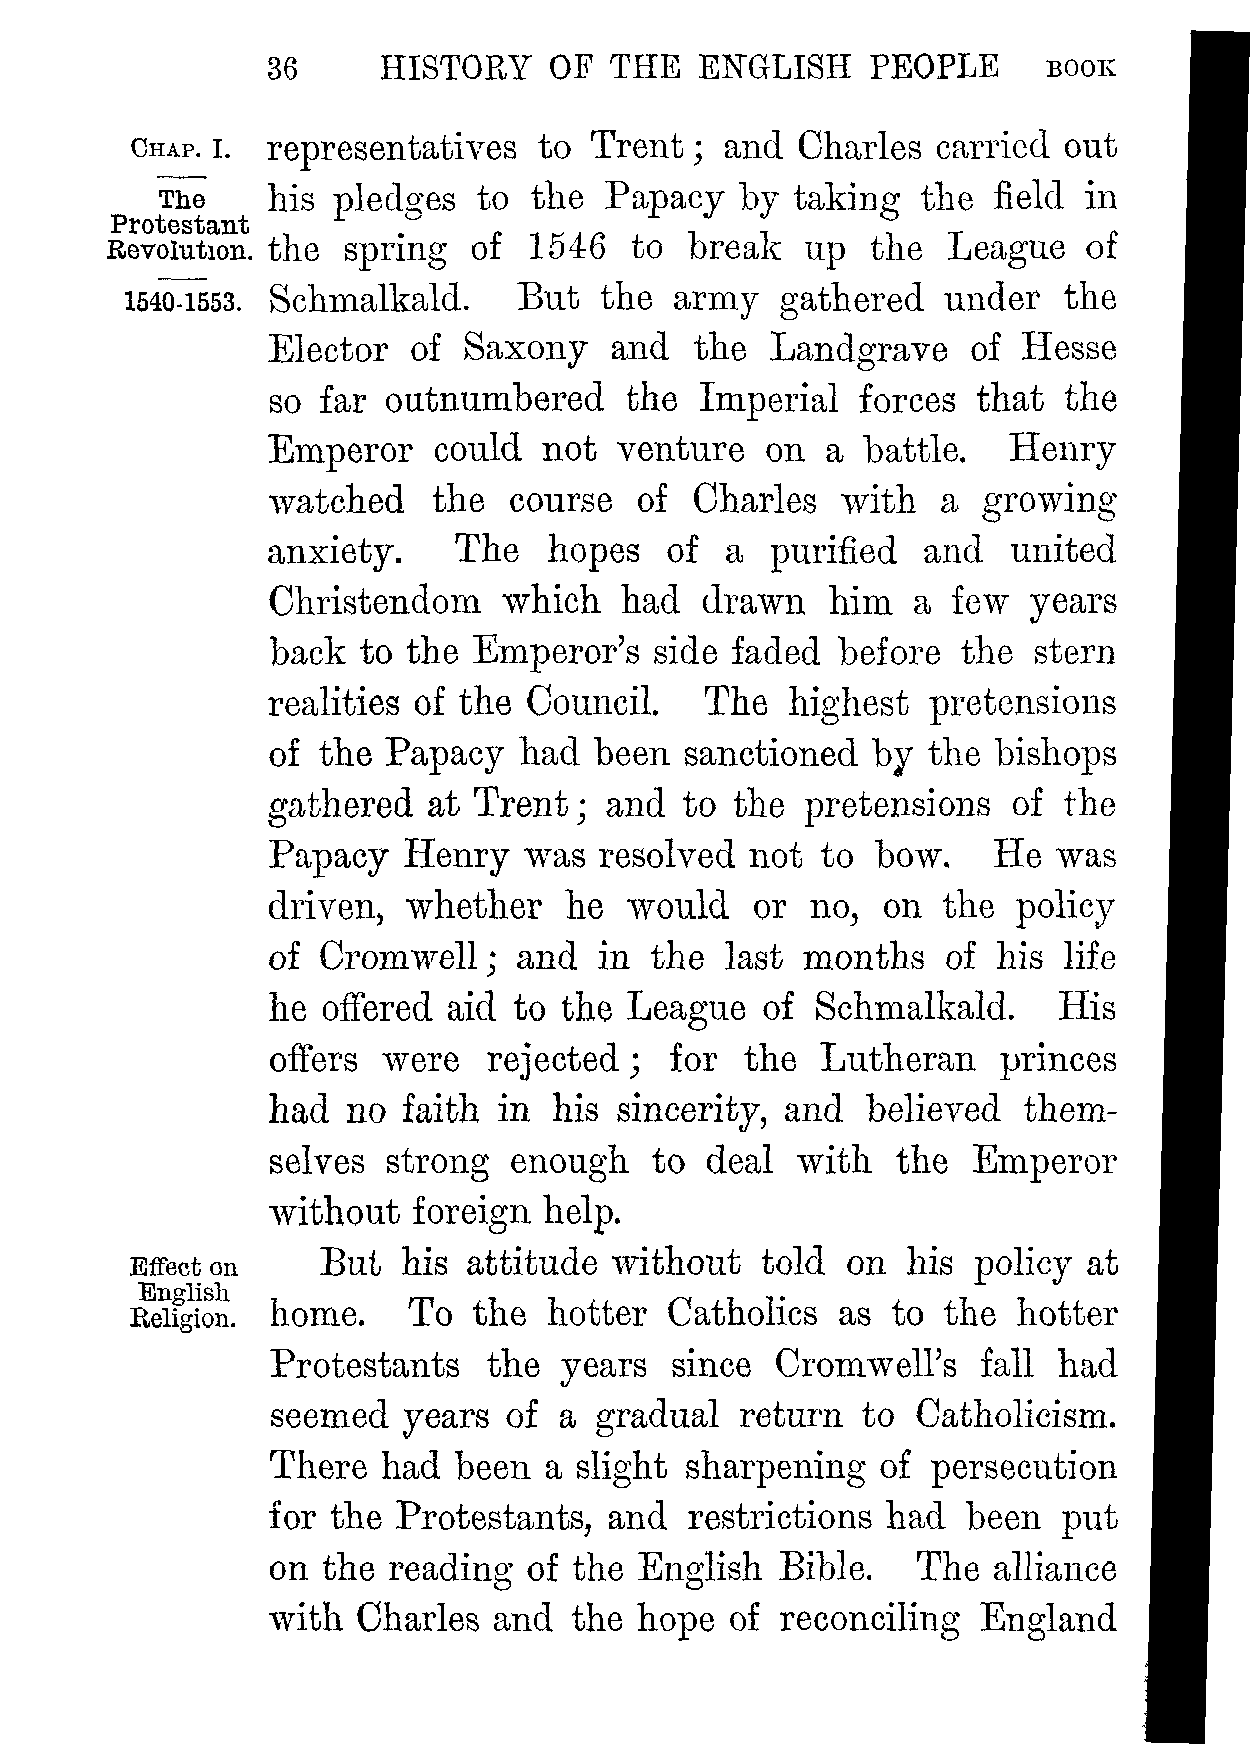 36 HISTORY OF THE ENGLISH PEOPLE BOOK
CHAP. I.
The
Protestant
Revolution.
1540-1553.
representatives to Trent; and Charles carried out
his pledges to the Papacy by taking the field in
the spring of 1546 to break up the League of
Schmalkald. But the army gathered under the
Elector of Saxony and the Landgrave of Hesse
so far outnumbered the Imperial forces that the
Emperor could not venture on a battle. Henry
watched the course of Charles with a growing
anxiety. The hopes of a purified and united
Christendom which had drawn him a few years
back to the Emperor's side faded before the stern
realities of the Council. The highest pretensions
of the Papacy had been sanctioned by the bishops
gathered at Trent; and to the pretensions of the
Papacy Henry was resolved not to bow. He was
driven, whether he would or no, on the policy
of Cromwell; and in the last months of his life
he offered aid to the League of Schmalkald. His
offers were rejected; for the Lutheran princes
had no faith in his sincerity, and believed them-
selves strong enough to deal with the Emperor
without foreign help.
Effect on
English
Religion.
But his attitude without told on his policy at
home. To the hotter Catholics as to the hotter
Protestants the years since Cromwell's fall had
seemed years of a gradual return to Catholicism.
There had been a slight sharpening of persecution
for the Protestants, and restrictions had been put
on the reading of the English Bible. The alliance
with Charles and the hope of reconciling England